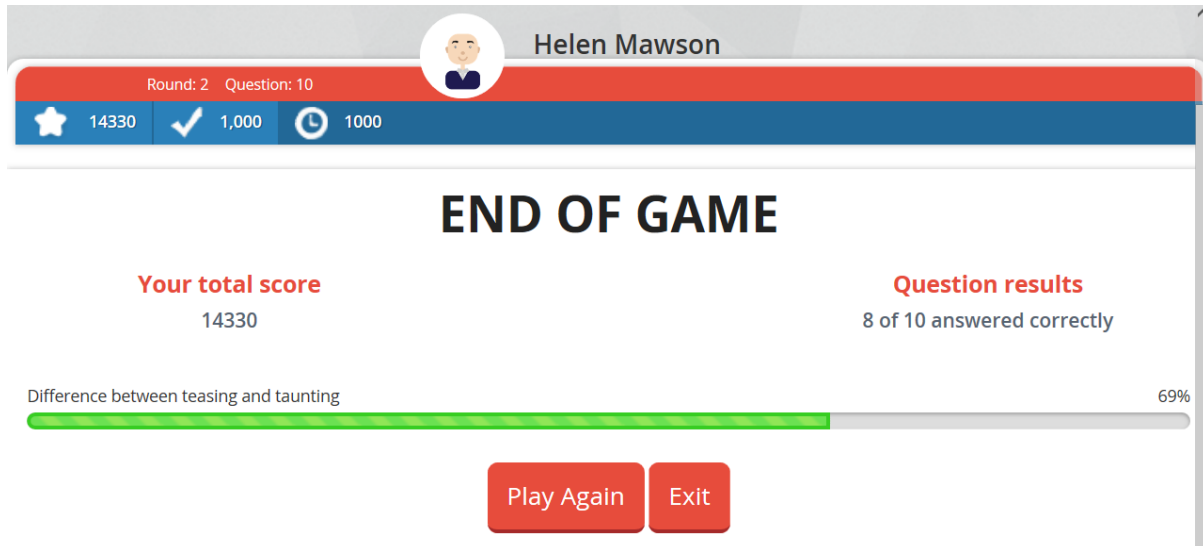 Helen Mawson
Round: 2 Question: 10
14330 1,000 1000
END OF GAME
Your total score
14330
Question results
8 of 10 answered correctly
Difference between teasing and taunting 69%
Play Again Exit